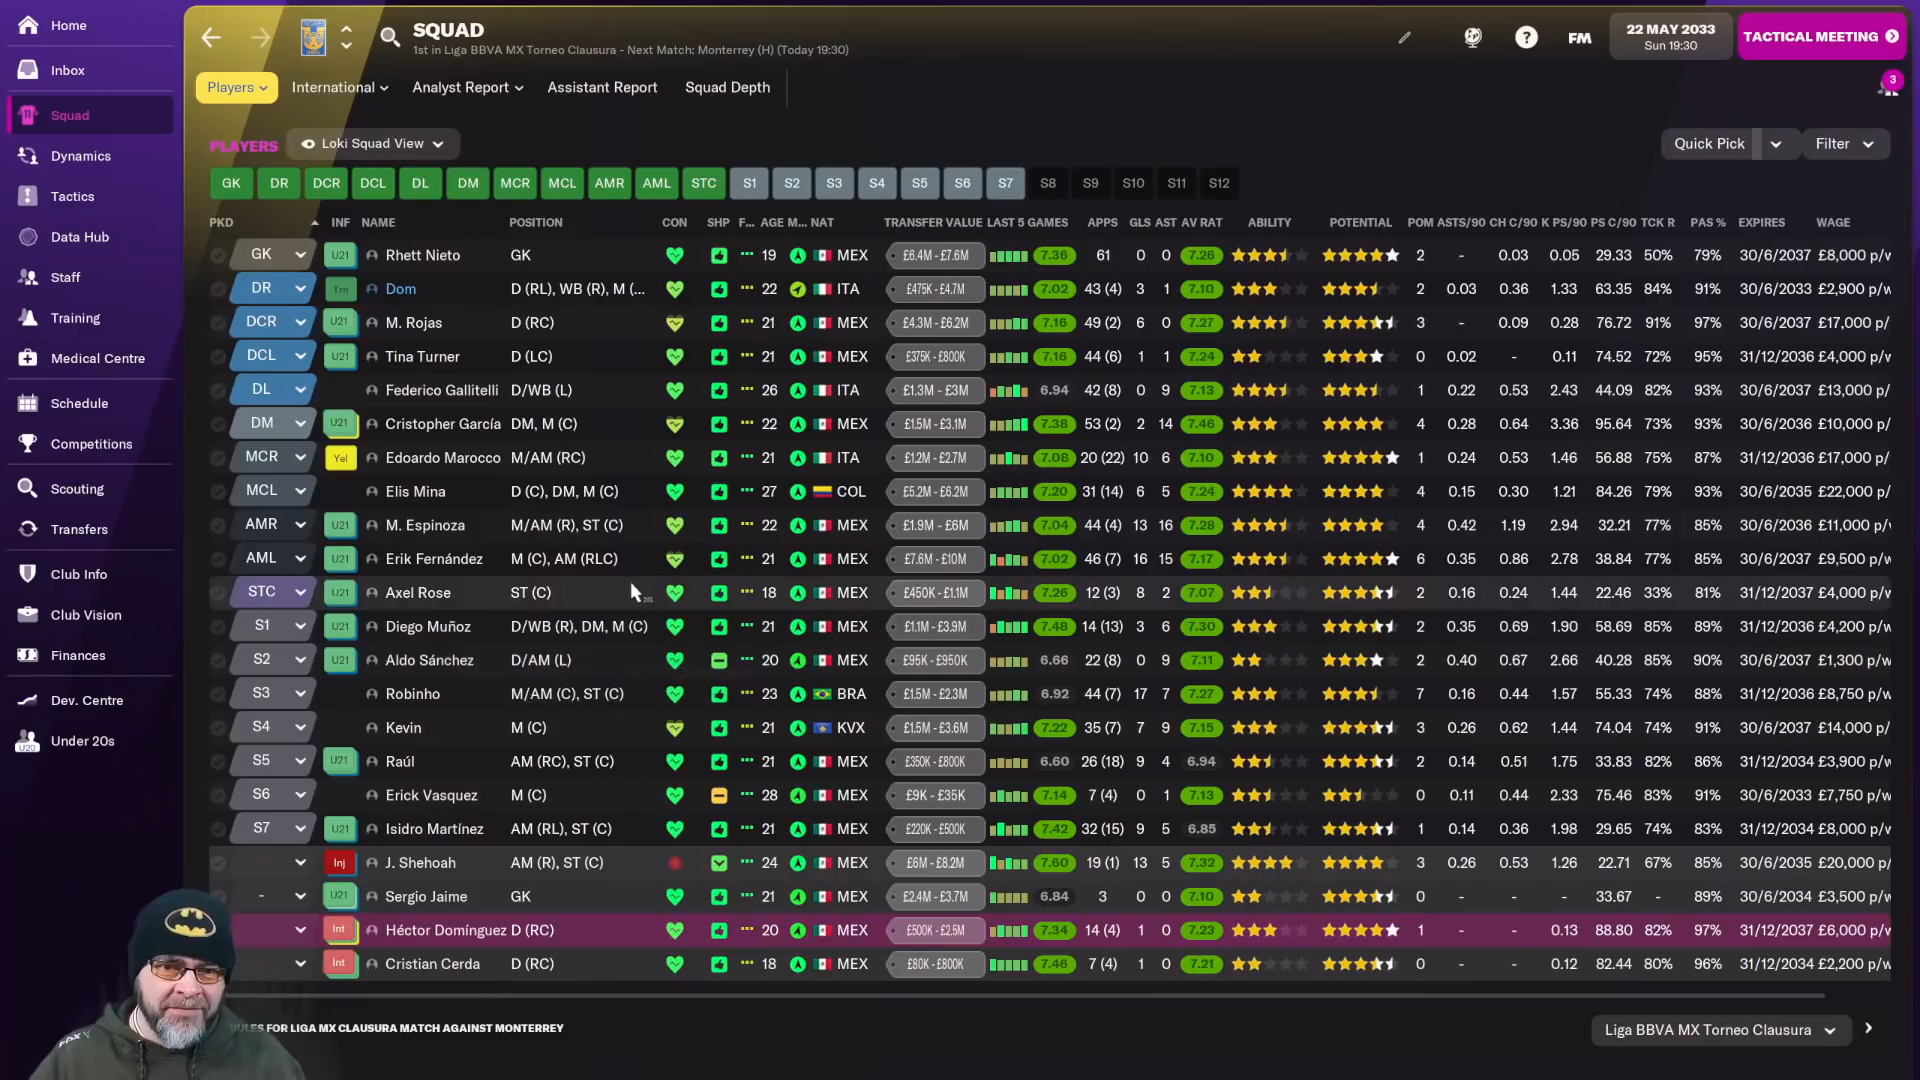 Home
Inbox
Squad
Dynamics
Tactics
Data Hub
Staff
Training
Medical Centre
Schedule
Competitions
Scouting
Transfers
Club Info
Club Vision
Finances
Dev. Centre
Under 20s
SQUAD
1st in Liga BBVA MX Torneo Clausura - Next Match: Monterrey (H) (Today 19:30)
FM
22 MAY 2033
Sun 19:30
TACTICAL MEETING
Players International Analyst Report Assistant Report Squad Depth
3
PLAYERS Loki Squad View Quick Pick Filter
GK DR DCR DCL DL DM MCR MCL AMR AML STC S1 S2 S3 S4 S5 S6 S7 S8 S9 S10 S11 S12
PKD INF NAME POSITION CON SHP F... AGE M... NAT TRANSFER VALUE LAST 5 GAMES APPS GLS AST AV RAT ABILITY POTENTIAL POM ASTS/90 CH C/90 K PS/90 PS C/90 TCK R PAS % EXPIRES WAGE
GK U21 Rhett Nieto GK 19 MEX £6.4M - £7.6M 7.36 61 0 0 7.26 2 - 0.03 0.05 29.33 50% 79% 30/6/2037 £8,000 p/w
DR Trn Dom D (RL), WB (R), M (... 22 ITA £475K - £4.7M 7.02 43 (4) 3 1 7.10 2 0.03 0.36 1.33 63.35 84% 91% 30/6/2033 £2,900 p/w
DCR U21 M. Rojas D (RC) 21 MEX £4.3M - £6.2M 7.16 49 (2) 6 0 7.27 3 - 0.09 0.28 76.72 91% 97% 30/6/2037 £17,000 p/
DCL U21 Tina Turner D (LC) 21 MEX £375K - £800K 7.16 44 (6) 1 1 7.24 0 0.02 - 0.11 74.52 72% 95% 31/12/2036 £4,000 p/w
DL Federico Gallitelli D/WB (L) 26 ITA £1.3M - £3M 6.94 42 (8) 0 9 7.13 1 0.22 0.53 2.43 44.09 82% 93% 30/6/2037 £13,000 p/
DM U21 Cristopher García DM, M (C) 22 MEX £1.5M - £3.1M 7.38 53 (2) 2 14 7.46 4 0.28 0.64 3.36 95.64 73% 93% 30/6/2036 £10,000 p/
MCR Yel Edoardo Marocco M/AM (RC) 21 ITA £1.2M - £2.7M 7.08 20 (22) 10 6 7.10 1 0.24 0.53 1.46 56.88 75% 87% 31/12/2036 £17,000 p/
MCL Elis Mina D (C), DM, M (C) 27 COL £5.2M - £6.2M 7.20 31 (14) 6 5 7.24 4 0.15 0.30 1.21 84.26 79% 93% 30/6/2035 £22,000 p/
AMR U21 M. Espinoza M/AM (R), ST (C) 22 MEX £1.9M - £6M 7.04 44 (4) 13 16 7.28 4 0.42 1.19 2.94 32.21 77% 85% 30/6/2036 £11,000 p/
AML U21 Erik Fernández M (C), AM (RLC) 21 MEX £7.6M - £10M 7.02 46 (7) 16 15 7.17 6 0.35 0.86 2.78 38.84 77% 85% 30/6/2036 £9,500 p/w
STC U21 Axel Rose ST (C) 18 MEX £450K - £1.1M 7.26 12 (3) 8 2 7.07 2 0.16 0.24 1.44 22.46 33% 81% 31/12/2036 £4,000 p/w
S1 U21 Diego Muñoz D/WB (R), DM, M (C) 21 MEX £1.1M - £3.9M 7.48 14 (13) 3 6 7.30 2 0.35 0.69 1.90 58.69 85% 89% 31/12/2036 £4,200 p/w
S2 U21 Aldo Sánchez D/AM (L) 20 MEX £95K - £950K 6.66 22 (8) 0 9 7.11 2 0.40 0.67 2.66 40.28 85% 90% 30/6/2037 £1,300 p/w
S3 Robinho M/AM (C), ST (C) 23 BRA £1.5M - £2.3M 6.92 44 (7) 17 7 7.27 7 0.16 0.44 1.57 55.33 74% 88% 31/12/2036 £8,750 p/w
S4 Kevin M (C) 21 KVX £1.5M - £3.6M 7.22 35 (7) 7 9 7.15 3 0.26 0.62 1.44 74.04 74% 91% 30/6/2037 £14,000 p/
S5 U21 Raúl AM (RC), ST (C) 21 MEX £350K - £800K 6.60 26 (18) 9 4 6.94 2 0.14 0.51 1.75 33.83 82% 86% 31/12/2034 £3,900 p/w
S6 Erick Vasquez M (C) 28 MEX £9K - £35K 7.14 7 (4) 0 1 7.13 0 0.11 0.44 2.33 75.46 83% 91% 30/6/2033 £7,750 p/w
S7 U21 Isidro Martínez AM (RL), ST (C) 21 MEX £220K - £500K 7.42 32 (15) 9 5 6.85 1 0.14 0.36 1.98 29.65 74% 83% 31/12/2034 £8,000 p/w
Inj J. Shehoah AM (R), ST (C) 24 MEX £6M - £8.2M 7.60 19 (1) 13 5 7.32 3 0.26 0.53 1.26 22.71 67% 85% 30/6/2035 £20,000 p/
- U21 Sergio Jaime GK 21 MEX £2.4M - £3.7M 6.84 3 0 0 7.10 0 - - - 33.67 - 89% 30/6/2034 £3,500 p/w
Int Héctor Domínguez D (RC) 20 MEX £500K - £2.5M 7.34 14 (4) 1 0 7.23 1 - - 0.13 88.80 82% 97% 31/12/2037 £6,000 p/w
Int Cristian Cerda D (RC) 18 MEX £80K - £800K 7.46 7 (4) 1 0 7.21 0 - - 0.12 82.44 80% 96% 31/12/2034 £2,200 p/w
ULES FOR LIGA MX CLAUSURA MATCH AGAINST MONTERREY
Liga BBVA MX Torneo Clausura